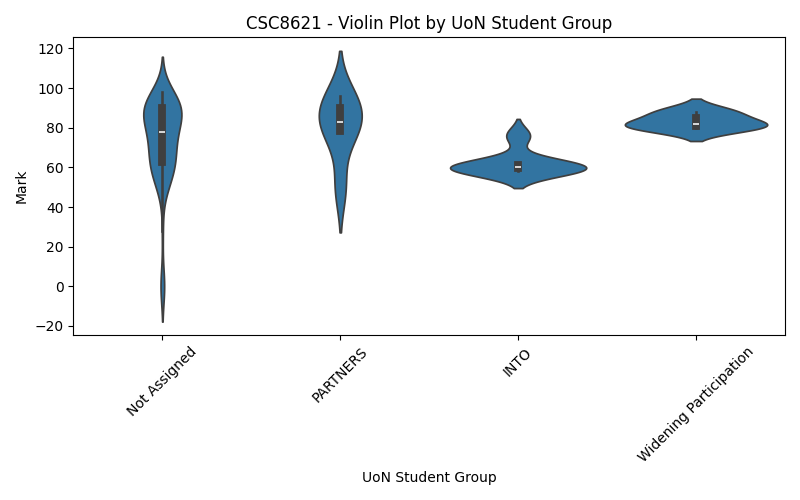 CSC8621 - Violin Plot by UoN Student Group
120
100
80
60
40
20
0
−20
Mark
Not Assigned
PARTNERS
INTO
Widening Participation
UoN Student Group